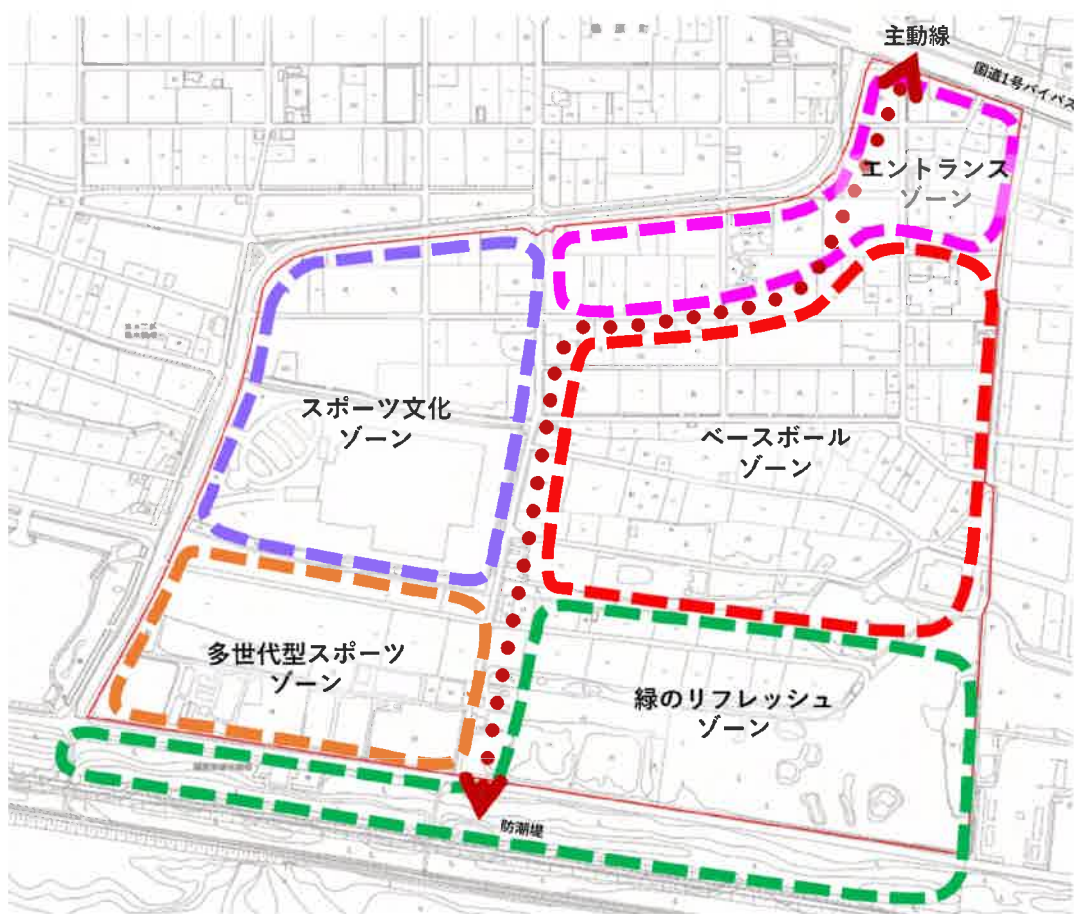 篠原町
主動線
国道1号バイパス
エントランス
ゾーン
スポーツ文化
ゾーン
ベースボール
ゾーン
多世代型スポーツ
ゾーン
緑のリフレッシュ
ゾーン
防潮堤